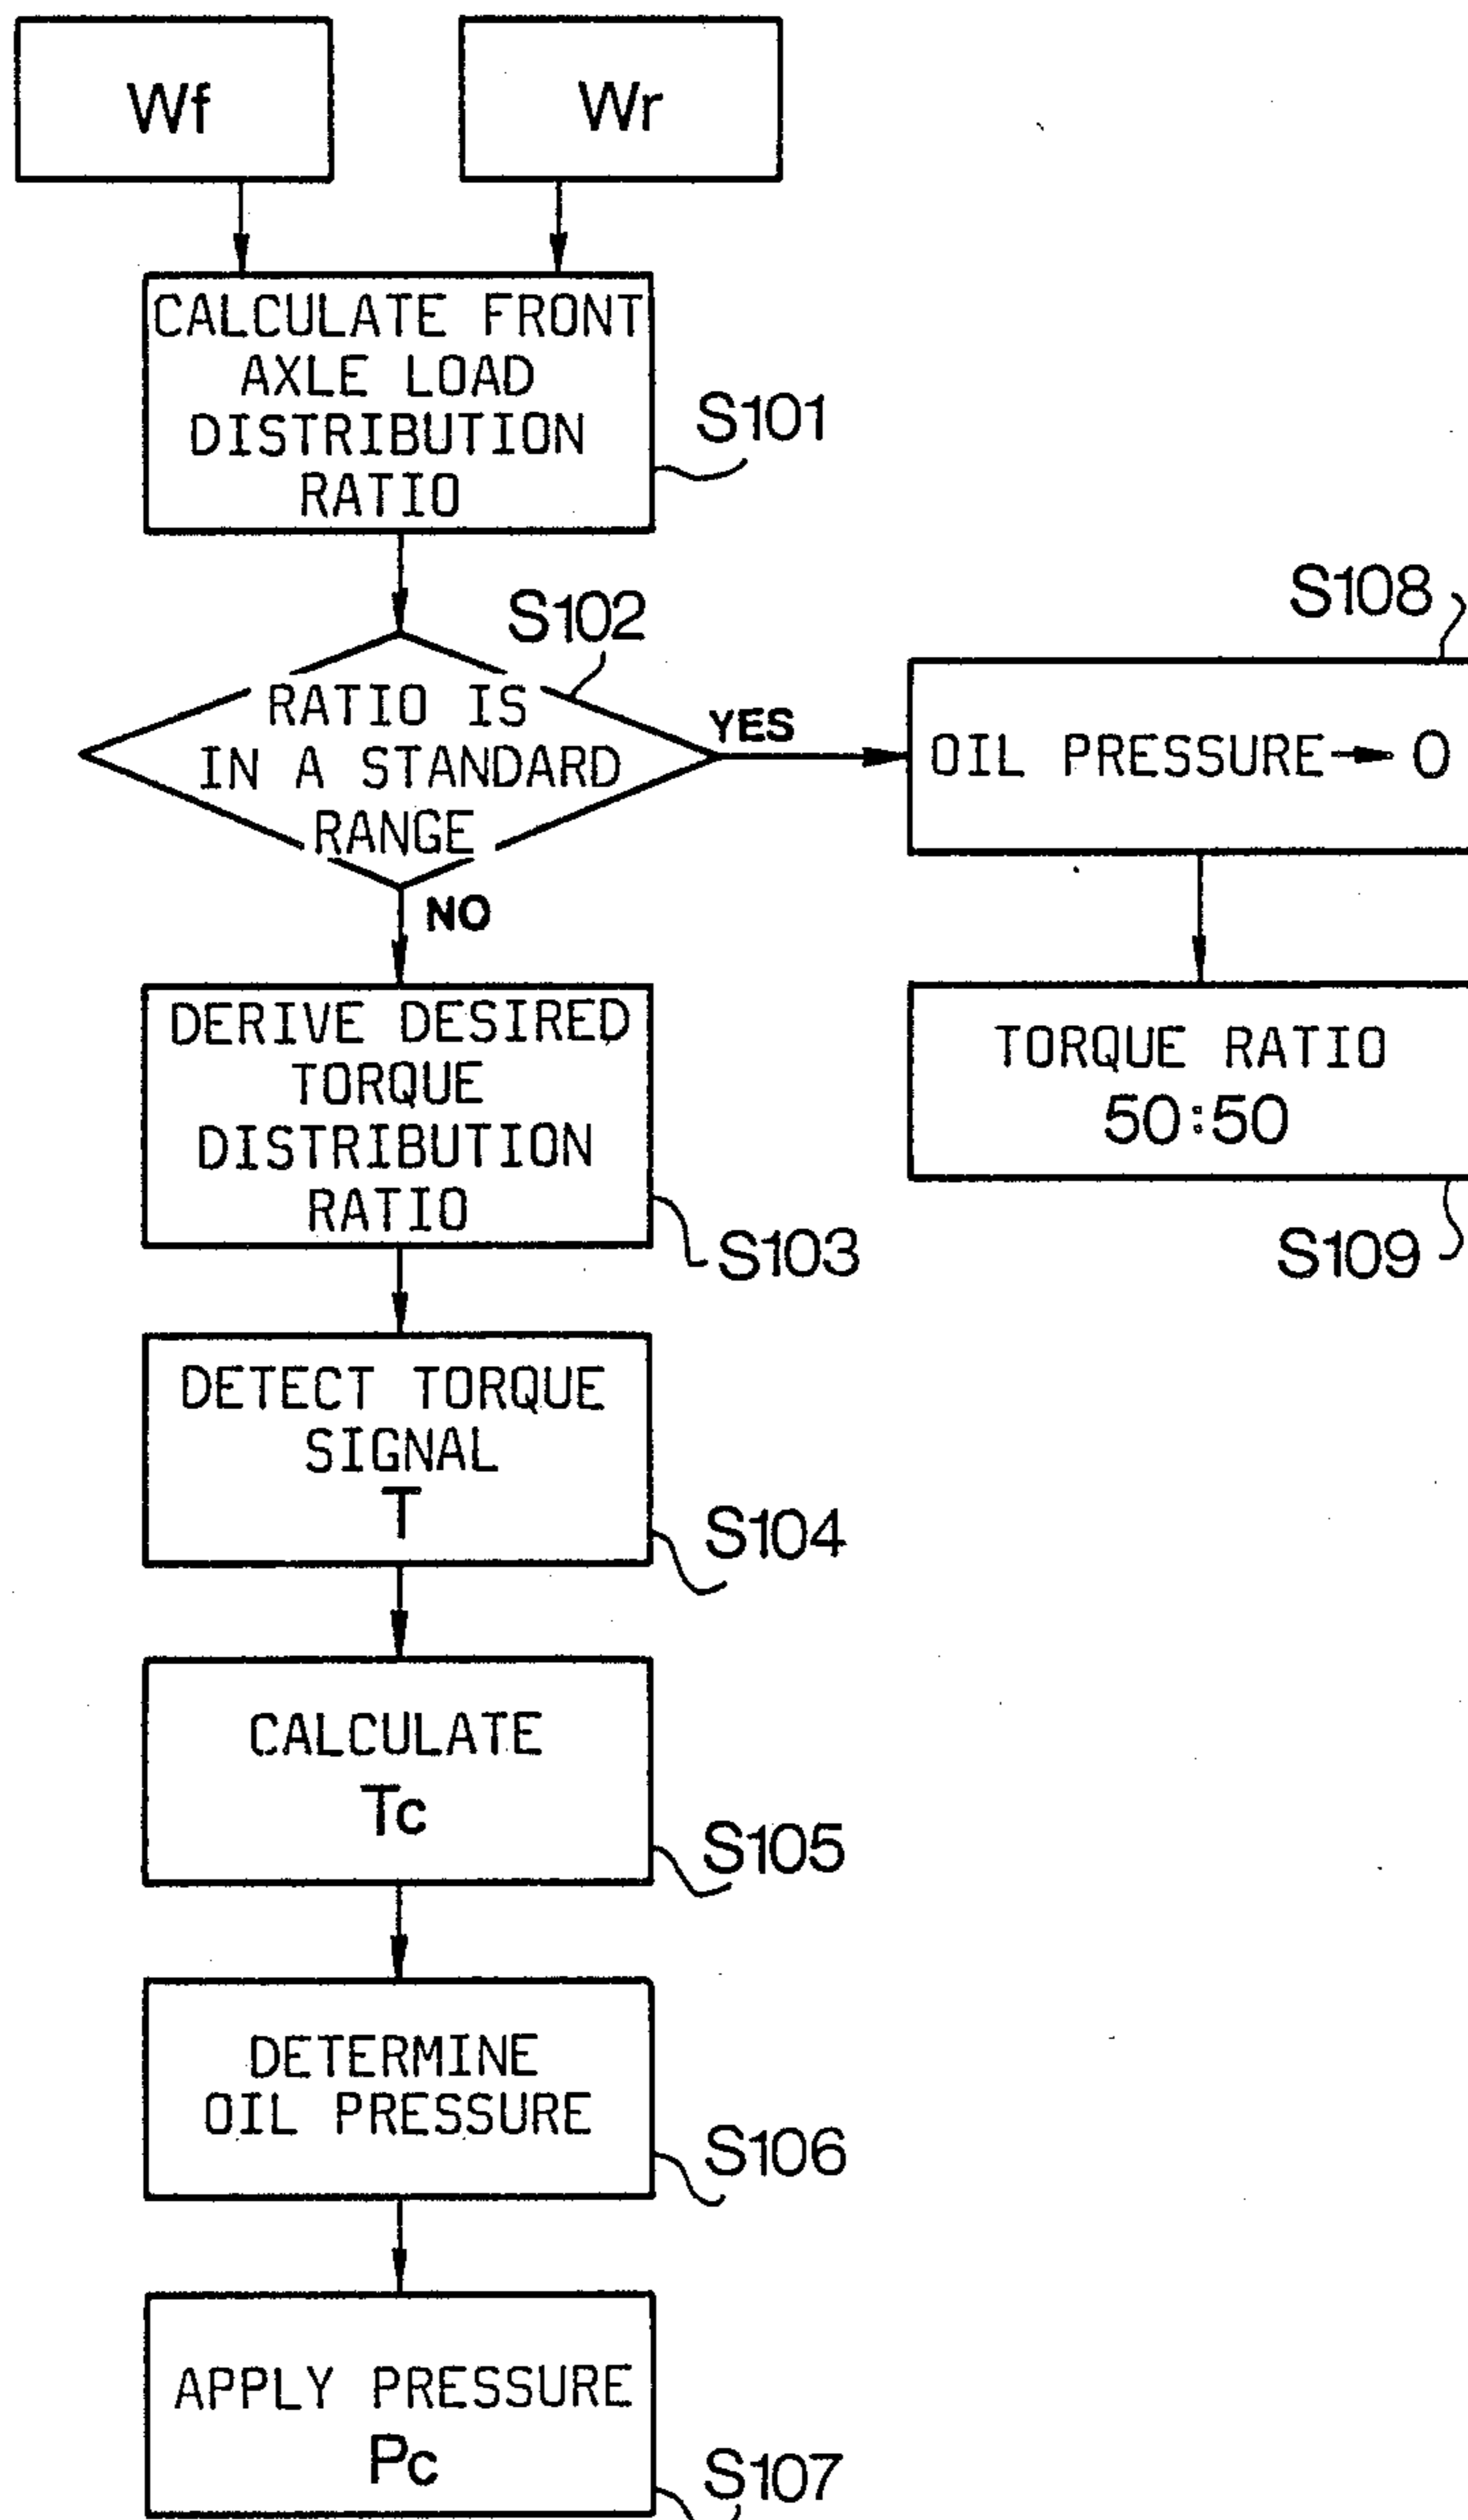 Wf
Wr
CALCULATE FRONT
AXLE LOAD
DISTRIBUTION
RATIO
S101
S102
RATIO IS
IN A STANDARD
RANGE
YES
NO
S108
OIL PRESSURE → 0
TORQUE RATIO
50:50
S109
DERIVE DESIRED
TORQUE
DISTRIBUTION
RATIO
S103
DETECT TORQUE
SIGNAL
T
S104
CALCULATE
Tc
S105
DETERMINE
OIL PRESSURE
S106
APPLY PRESSURE
Pc
S107